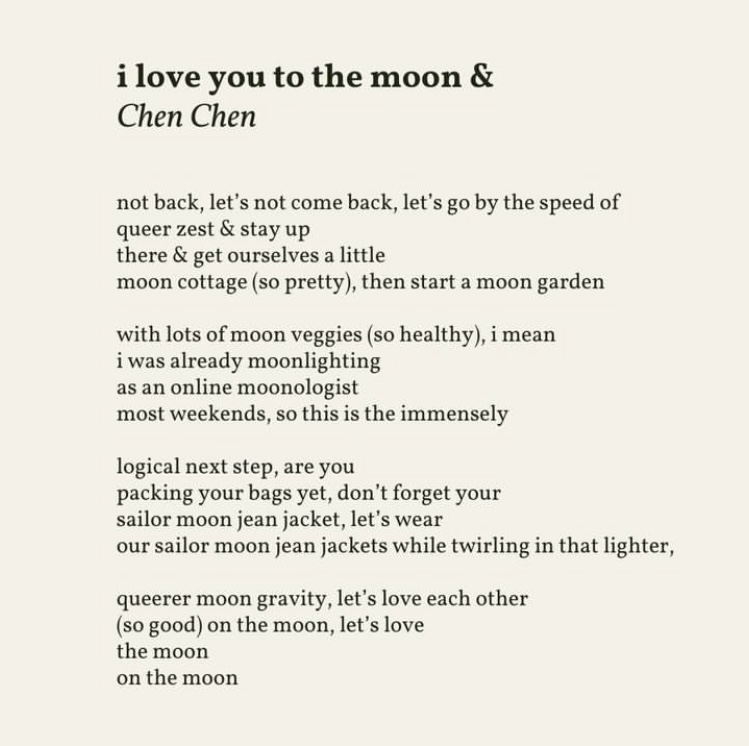 i love you to the moon &
Chen Chen
not back, let's not come back, let's go by the speed of
queer zest & stay up
there & get ourselves a little
moon cottage (so pretty), then start a moon garden
with lots of moon veggies (so healthy), i mean
i was already moonlighting
as an online moonologist
most weekends, so this is the immensely
logical next step, are you
packing your bags yet, don't forget your
sailor moon jean jacket, let's wear
our sailor moon jean jackets while twirling in that lighter,
queerer moon gravity, let's love each other
(so good) on the moon, let's love
the moon
on the moon